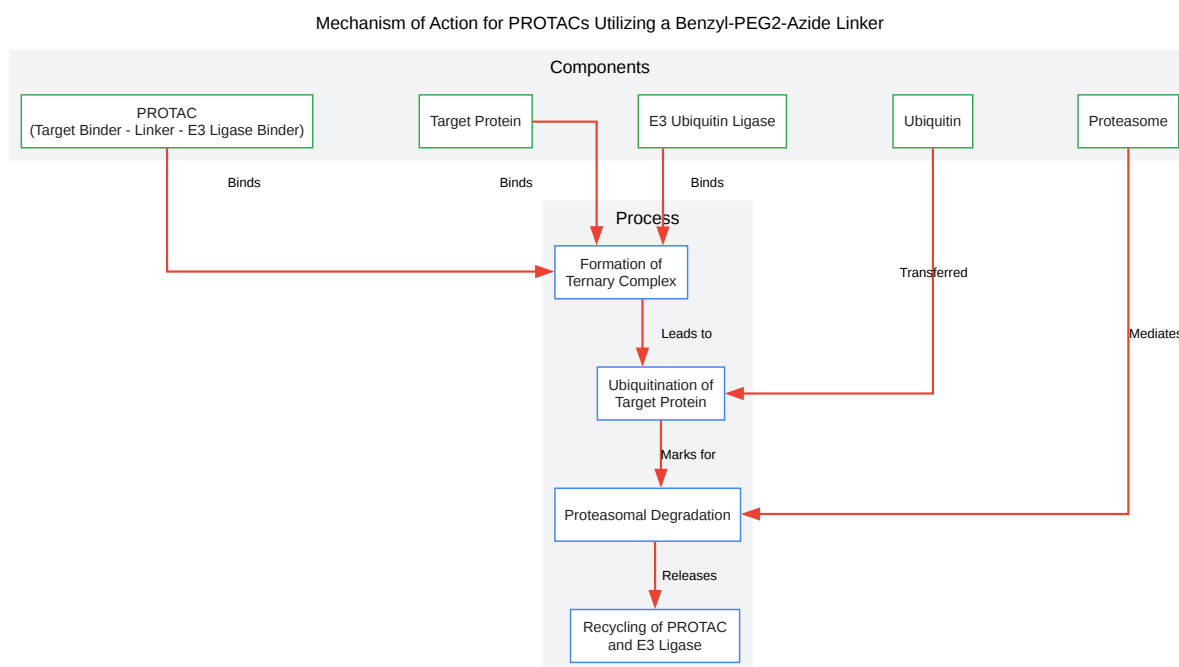 Mechanism of Action for PROTACs Utilizing a Benzyl-PEG2-Azide Linker
Components
PROTAC
(Target Binder - Linker - E3 Ligase Binder)
Target Protein
E3 Ubiquitin Ligase
Ubiquitin
Proteasome
Binds
Binds
Binds
Process
Formation of
Ternary Complex
Transferred
Leads to
Mediates
Ubiquitination of
Target Protein
Marks for
Proteasomal Degradation
Releases
Recycling of PROTAC
and E3 Ligase